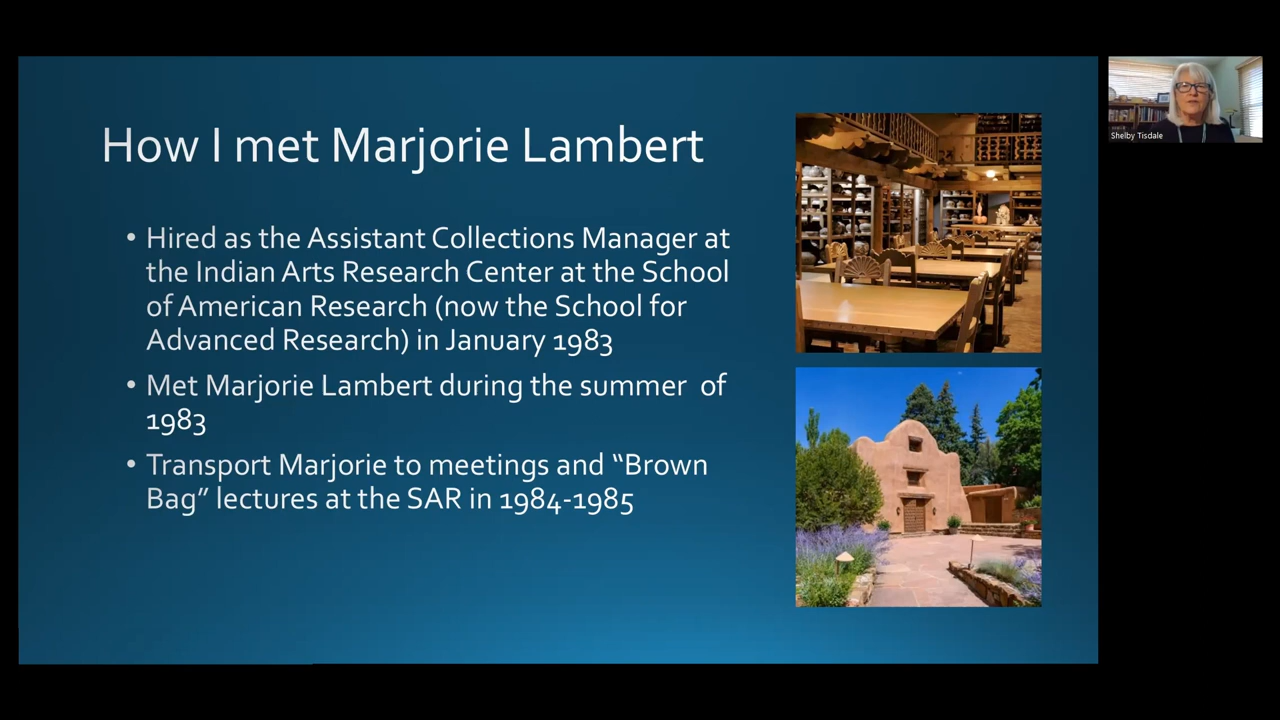 How I met Marjorie Lambert
• Hired as the Assistant Collections Manager at
the Indian Arts Research Center at the School
of American Research (now the School for
Advanced Research) in January 1983
• Met Marjorie Lambert during the summer  of
1983
• Transport Marjorie to meetings and “Brown
Bag” lectures at the SAR in 1984-1985
Shelby Tisdale